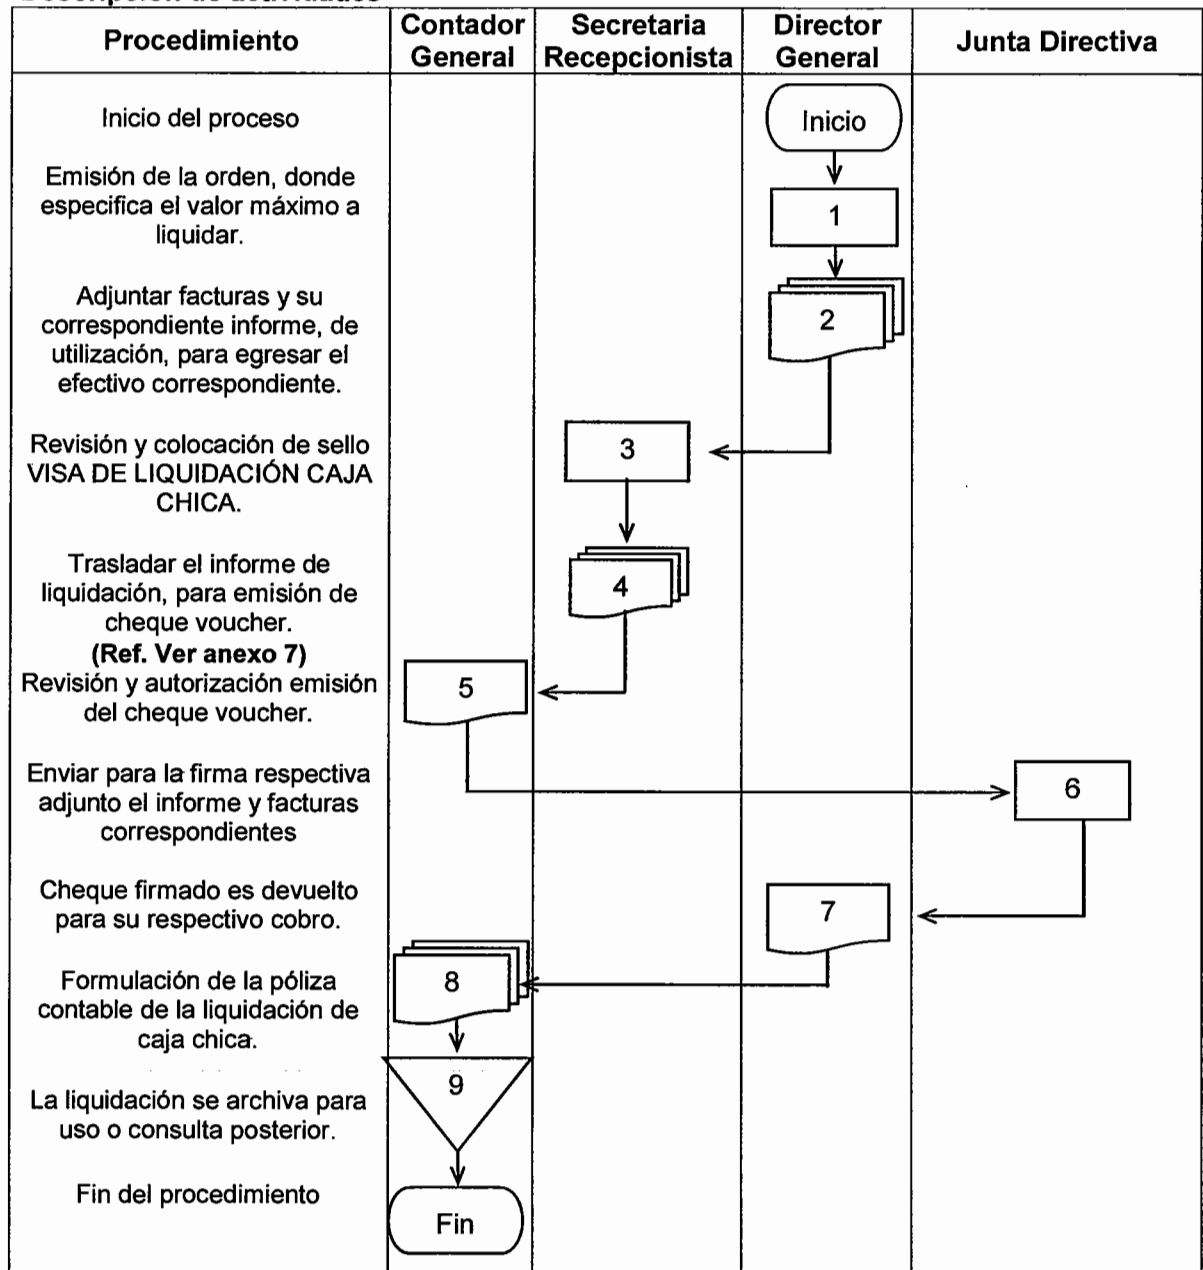 Procedimiento
Contador
General
Secretaria
Recepcionista
Director
General
Junta Directiva
Inicio del proceso
Inicio
Emisión de la orden, donde
especifica el valor máximo a
liquidar.
1
Adjuntar facturas y su
correspondiente informe, de
utilización, para egresar el
efectivo correspondiente.
2
Revisión y colocación de sello
VISA DE LIQUIDACIÓN CAJA
CHICA.
3
Trasladar el informe de
liquidación, para emisión de
cheque voucher.
(Ref. Ver anexo 7)
4
Revisión y autorización emisión
del cheque voucher.
5
Enviar para la firma respectiva
adjunto el informe y facturas
correspondientes
6
Cheque firmado es devuelto
para su respectivo cobro.
7
Formulación de la póliza
contable de la liquidación de
caja chica.
8
La liquidación se archiva para
uso o consulta posterior.
9
Fin del procedimiento
Fin